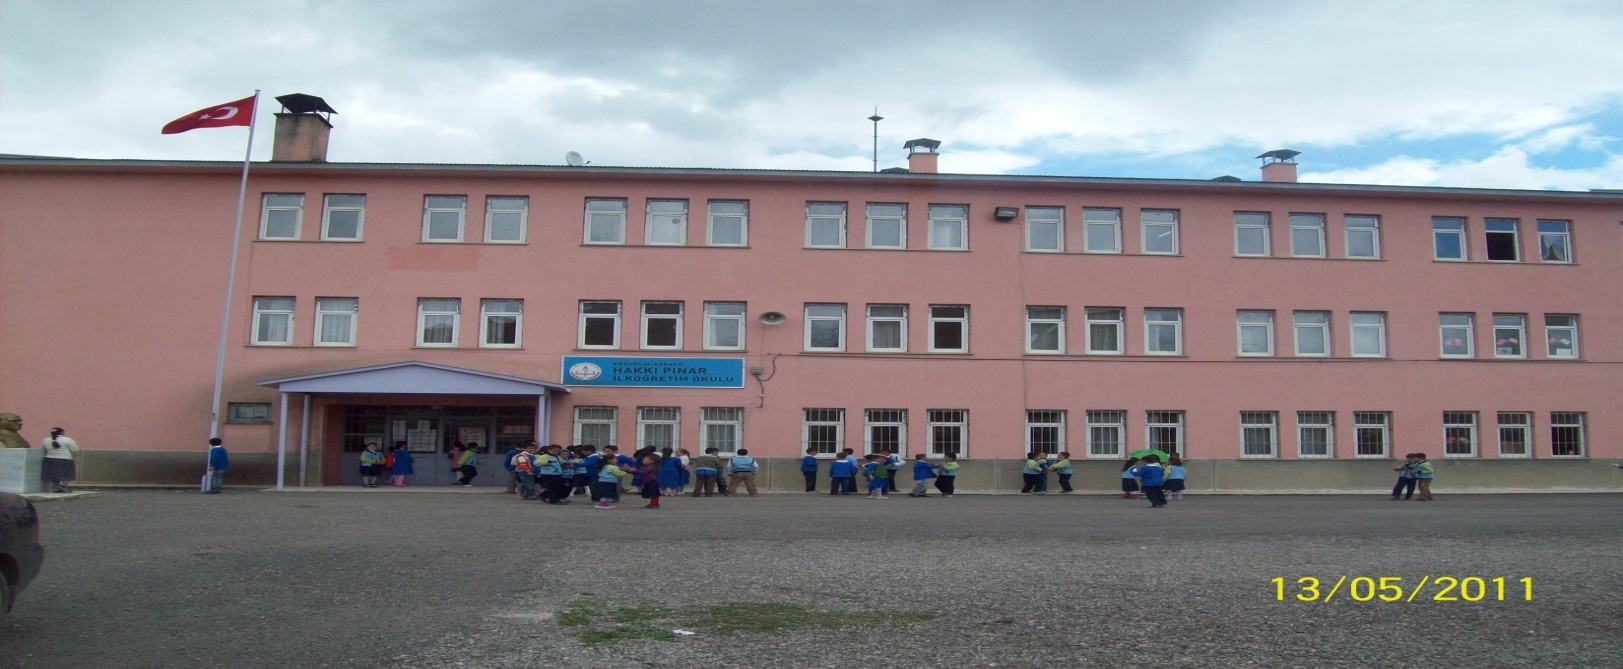 HAKKI PINAR
İLKÖĞRETİM OKULU
13/05/2011